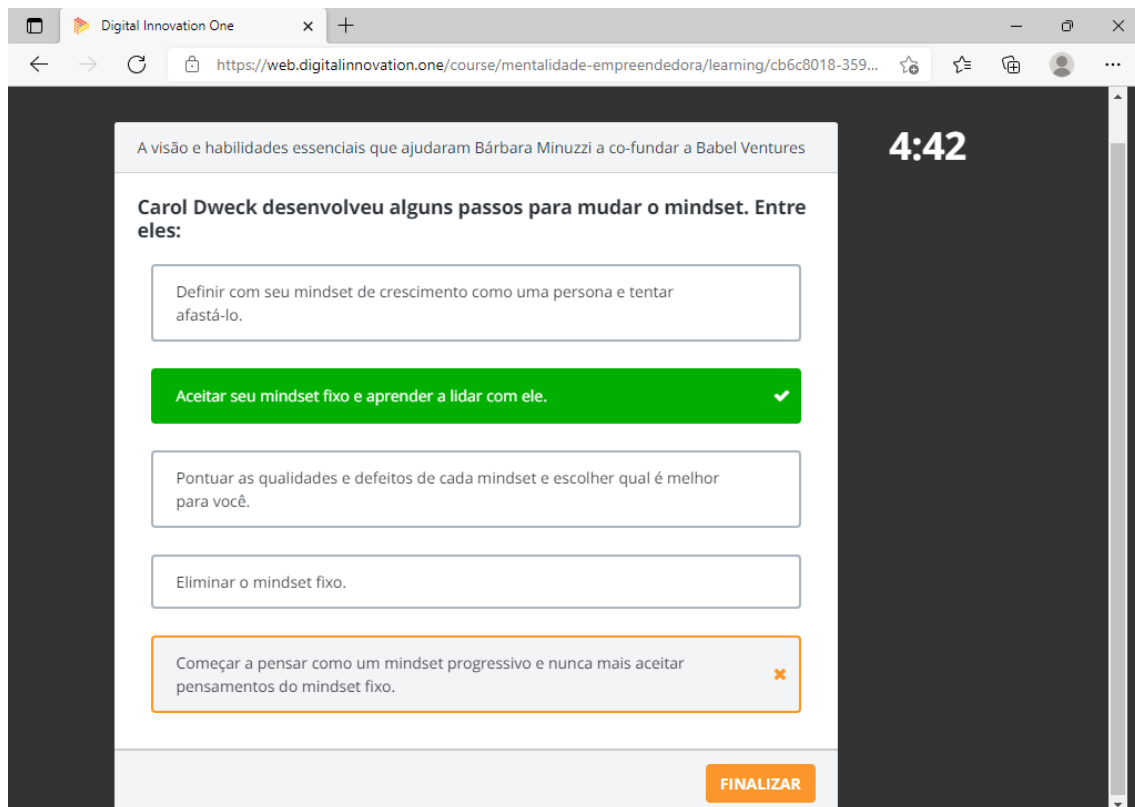 Digital Innovation One
https://web.digitalinnovation.one/course/mentalidade-empreendedora/learning/cb6c8018-359...
A visão e habilidades essenciais que ajudaram Bárbara Minuzzi a co-fundar a Babel Ventures
4:42
Carol Dweck desenvolveu alguns passos para mudar o mindset. Entre
eles:
Definir com seu mindset de crescimento como uma persona e tentar
afastá-lo.
Aceitar seu mindset fixo e aprender a lidar com ele.
Pontuar as qualidades e defeitos de cada mindset e escolher qual é melhor
para você.
Eliminar o mindset fixo.
Começar a pensar como um mindset progressivo e nunca mais aceitar
pensamentos do mindset fixo.
FINALIZAR